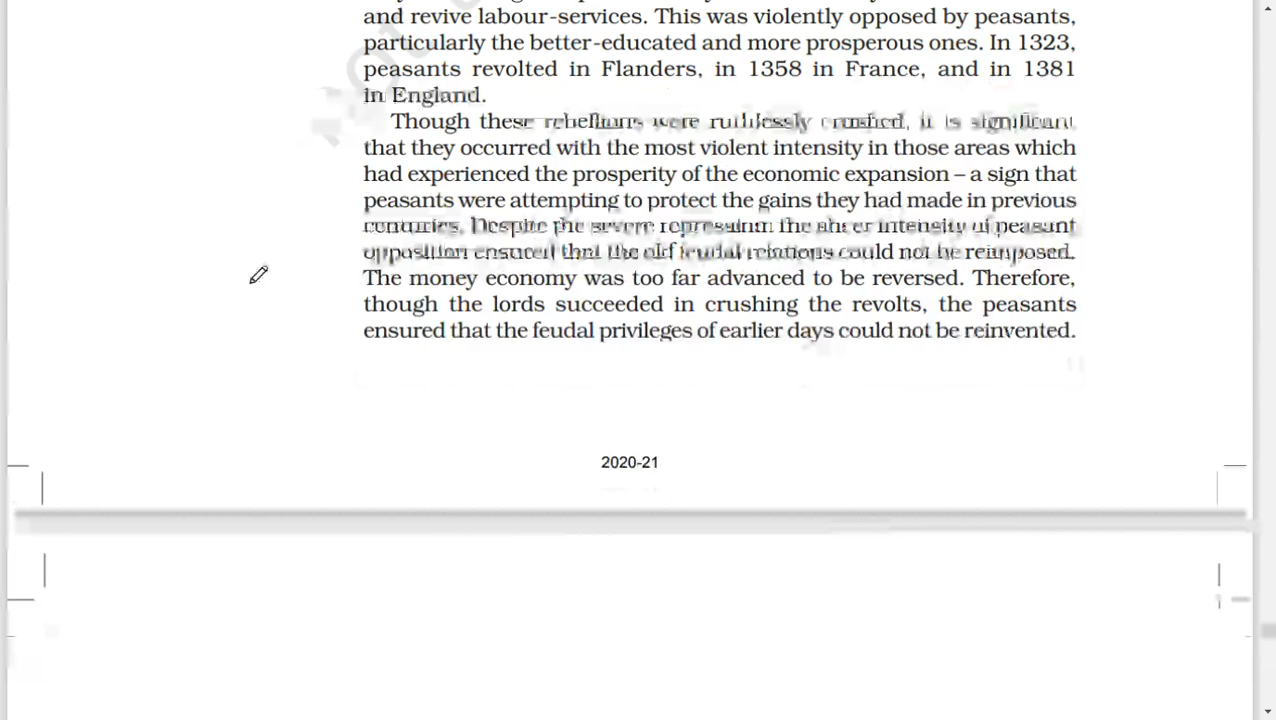 and revive labour-services. This was violently opposed by peasants,
particularly the better-educated and more prosperous ones. In 1323,
peasants revolted in Flanders, in 1358 in France, and in 1381
in England.
Though these rebellions were ruthlessly crushed, it is significant
that they occurred with the most violent intensity in those areas which
had experienced the prosperity of the economic expansion – a sign that
peasants were attempting to protect the gains they had made in previous
centuries. Despite the severe repression the sheer intensity of peasant
opposition ensured that the old feudal relations could not be reimposed.
The money economy was too far advanced to be reversed. Therefore,
though the lords succeeded in crushing the revolts, the peasants
ensured that the feudal privileges of earlier days could not be reinvented.
2020-21